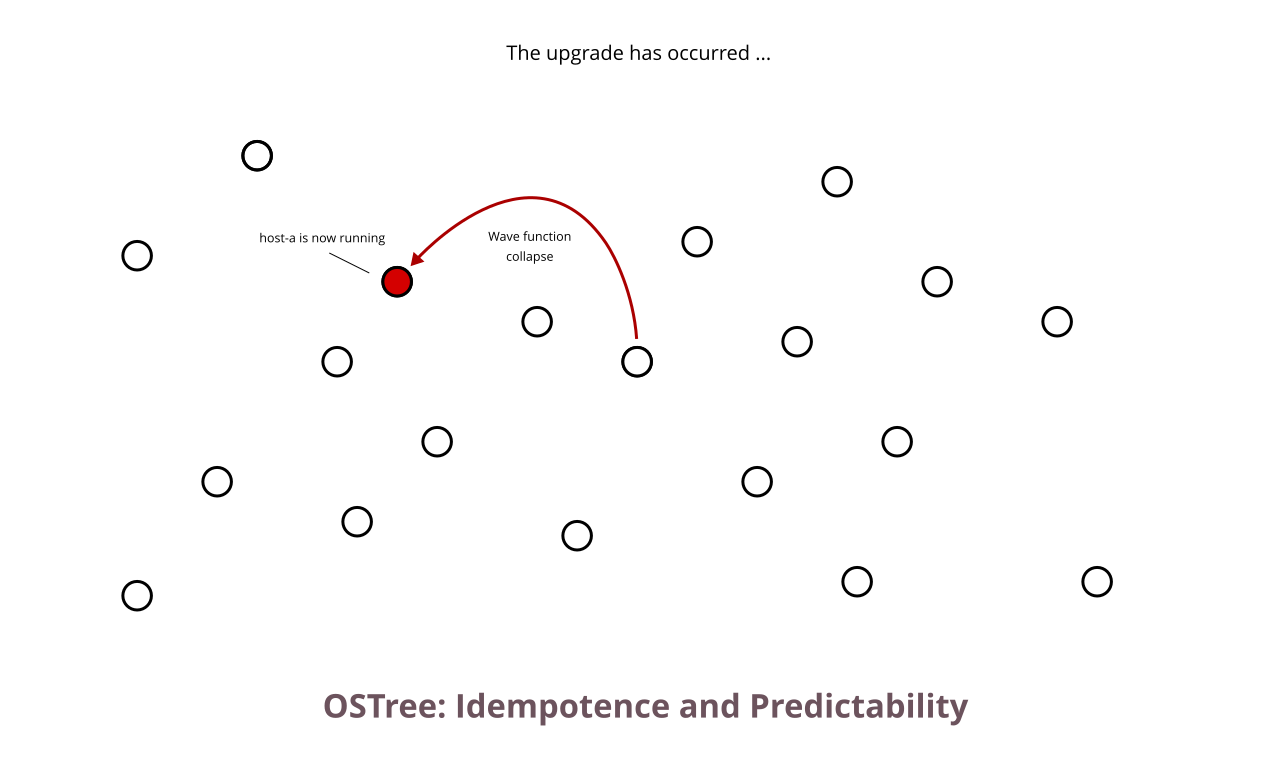 The upgrade has occurred ...
host-a is now running
Wave function
collapse
OSTree: Idempotence and Predictability